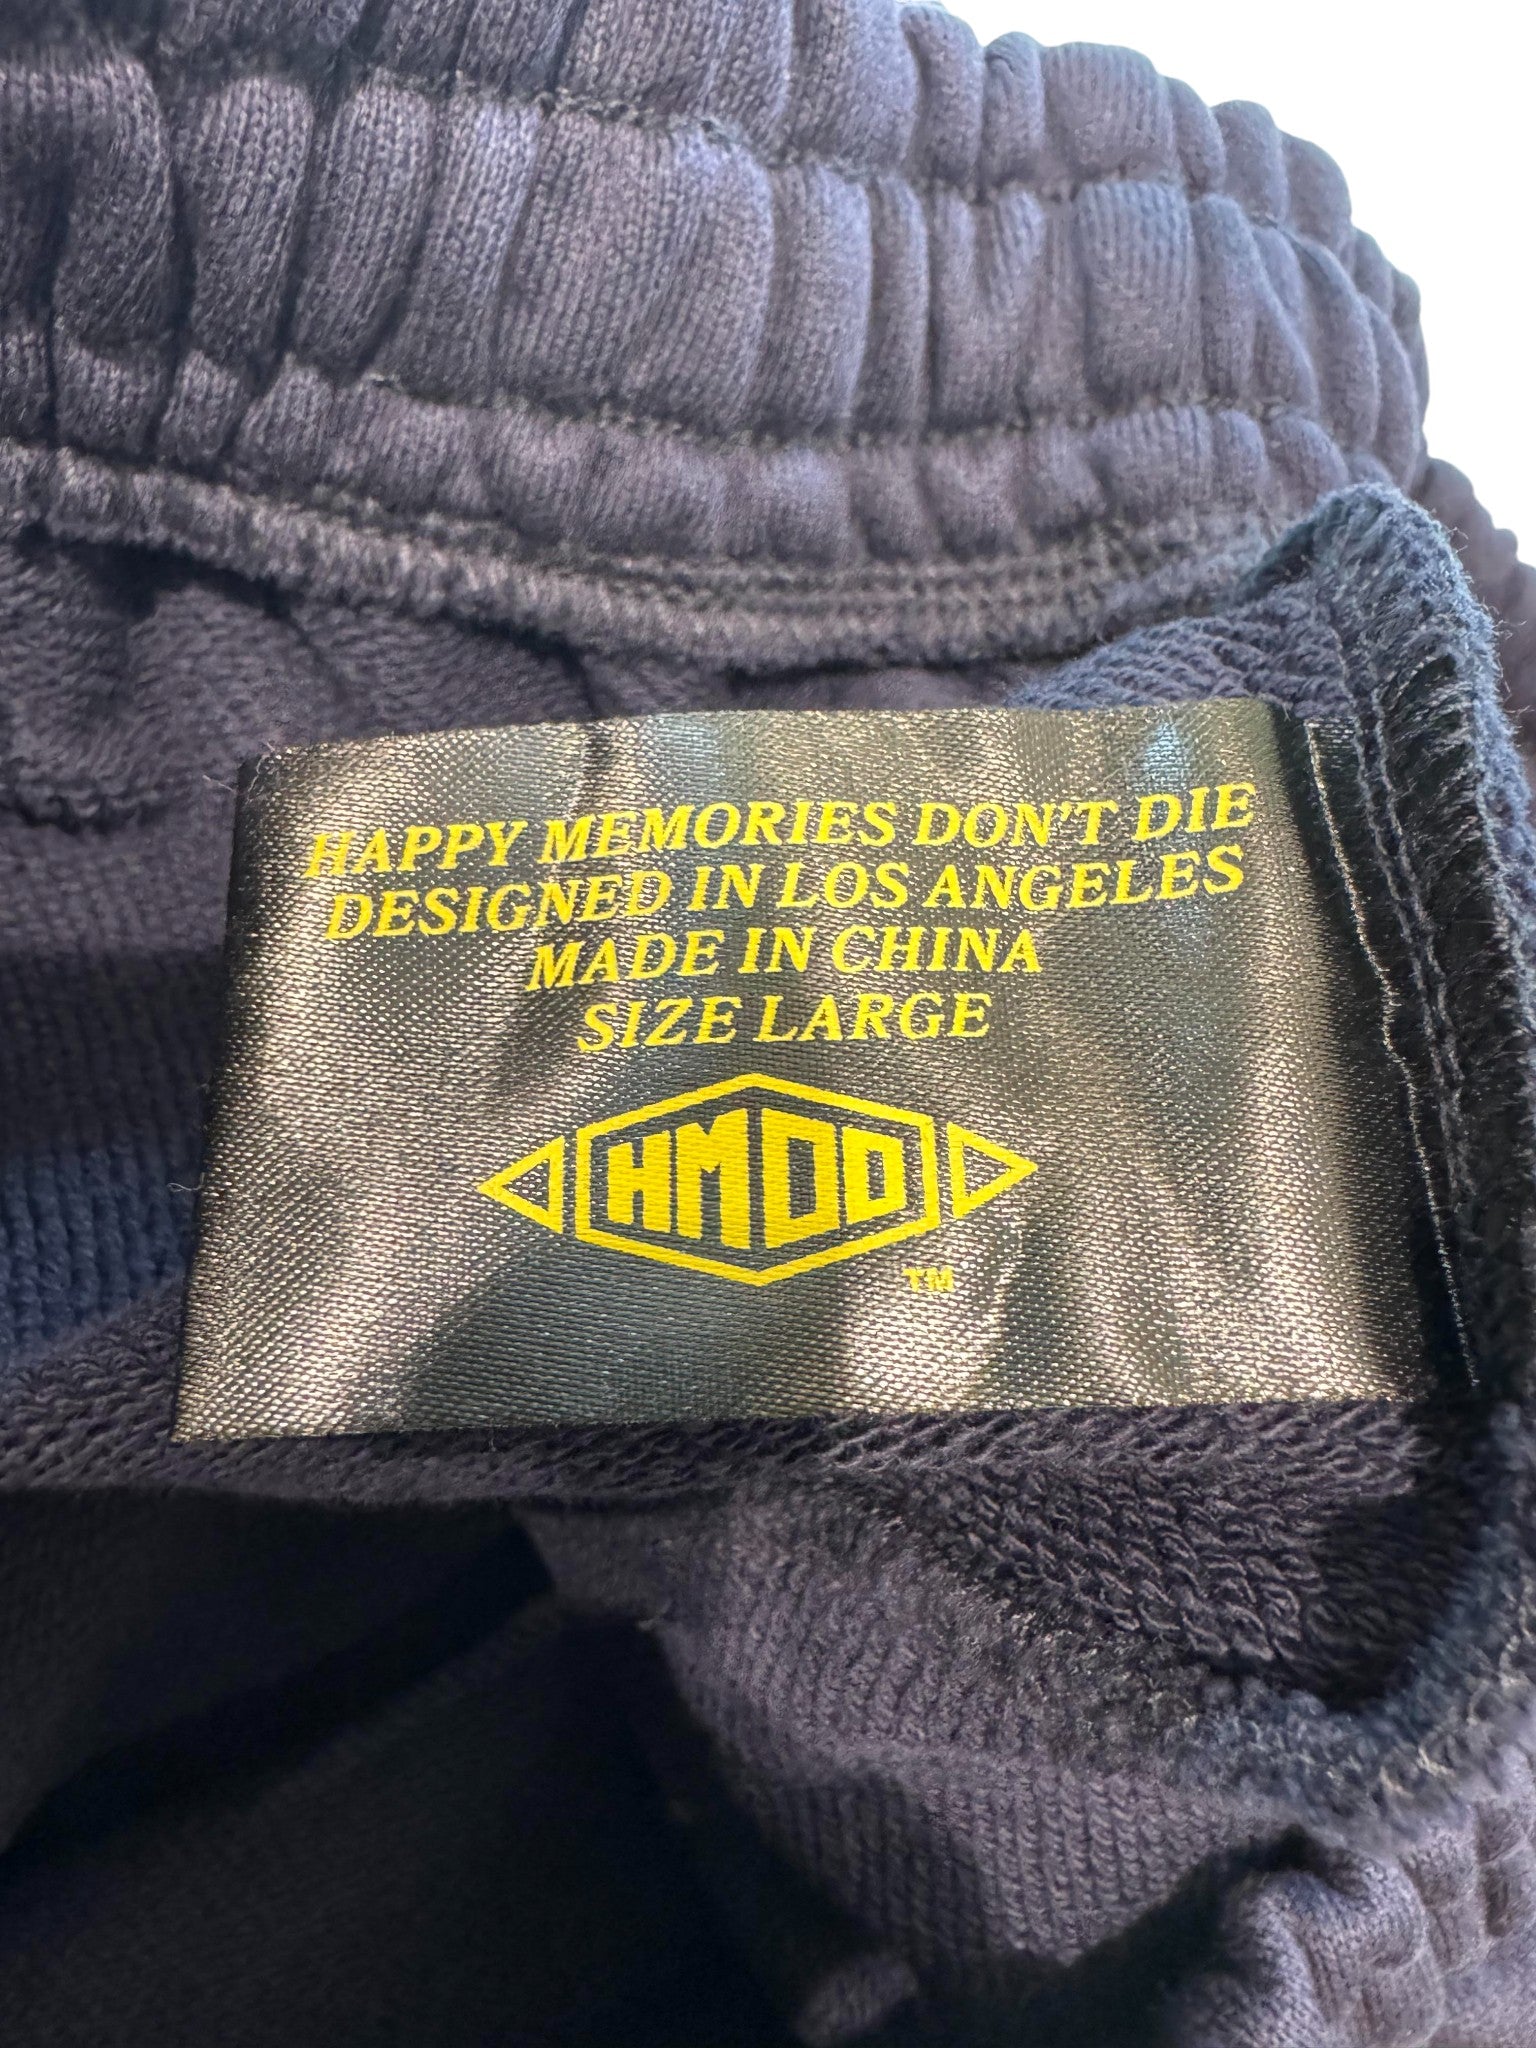 HAPPY MEMORIES DON'T DIE
DESIGNED IN LOS ANGELES
MADE IN CHINA
SIZE LARGE
HMDD
TM